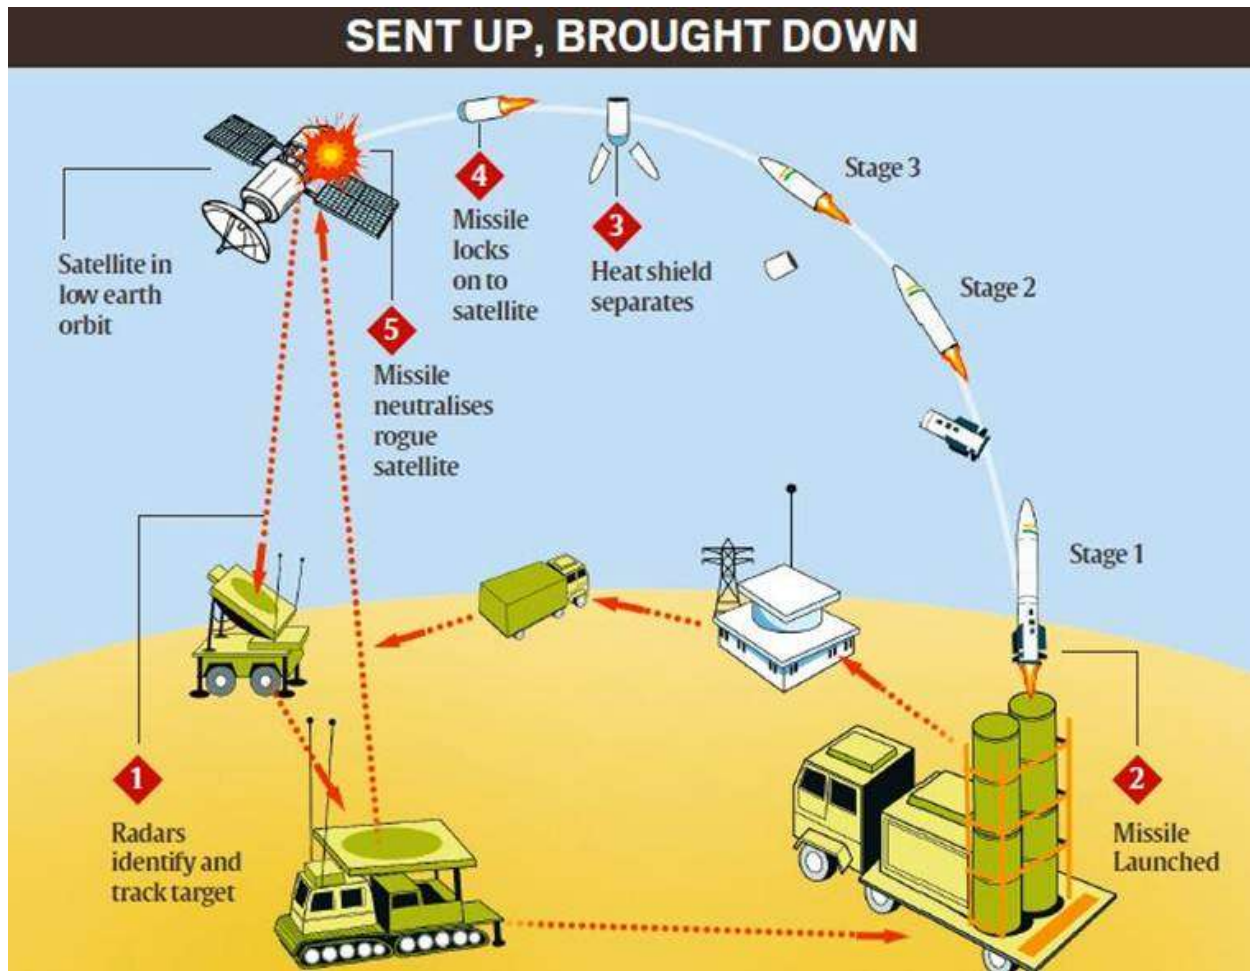 SENT UP, BROUGHT DOWN
Satellite in
low earth
orbit
5
Missile
neutralises
rogue
satellite
4
Missile
locks
on to
satellite
3
Heat shield
separates
Stage 3
Stage 2
Stage 1
1
Radars
identify and
track target
2
Missile
Launched